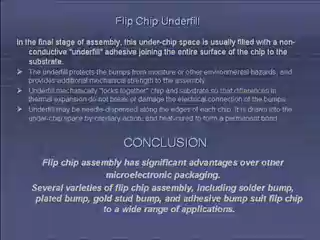 Flip Chip Underfill
In the final stage of assembly, this under-chip space is usually filled with a non-
conductive "underfill" adhesive joining the entire surface of the chip to the
substrate.
The underfill protects the bumps from moisture or other environmental hazards, and
provides additional mechanical strength to the assembly.
Underfill mechanically "locks together" chip and substrate so that differences in
thermal expansion do not break or damage the electrical connection of the bumps.
Underfill may be needle-dispensed along the edges of each chip. It is drawn into the
under-chip space by capillary action, and heat-cured to form a permanent bond.
CONCLUSION
Flip chip assembly has significant advantages over other
microelectronic packaging.
Several varieties of flip chip assembly, including solder bump,
plated bump, gold stud bump, and adhesive bump suit flip chip
to a wide range of applications.